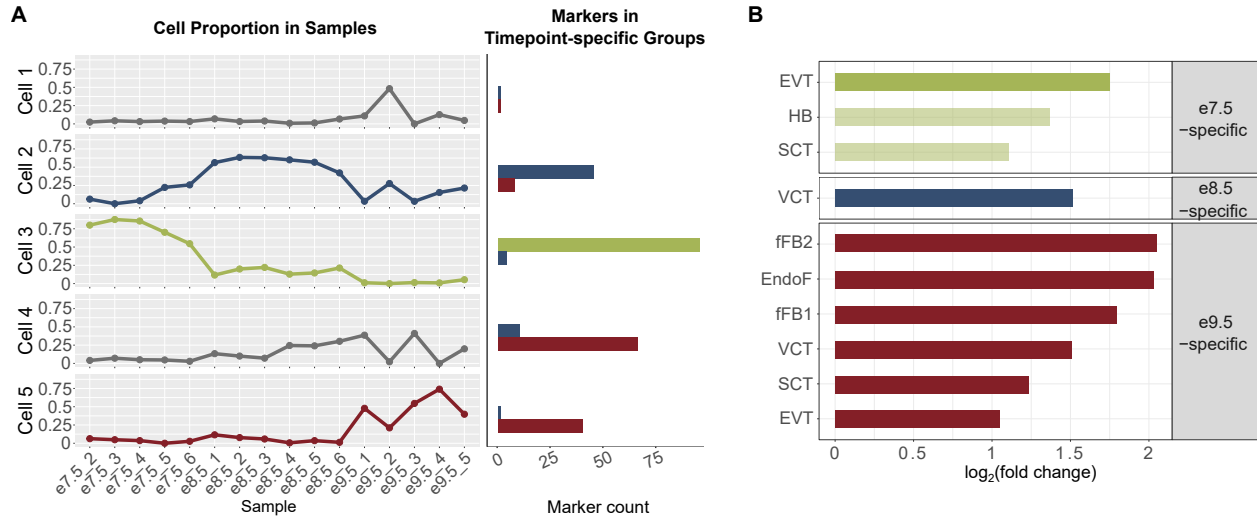 A
Cell Proportion in Samples
Markers in
Timepoint-specific Groups
Cell 1
0.75
0.5
0.25
0
Cell 2
0.75
0.5
0.25
0
Cell 3
0.75
0.5
0.25
0
Cell 4
0.75
0.5
0.25
0
Cell 5
0.75
0.5
0.25
0
e7.5_2
e7.5_3
e7.5_4
e7.5_5
e7.5_6
e8.5_1
e8.5_2
e8.5_3
e8.5_4
e8.5_5
e8.5_6
e9.5_1
e9.5_2
e9.5_3
e9.5_4
e9.5_5
Sample
0
25
50
75
Marker count
B
EVT
HB
SCT
e7.5
−specific
VCT
e8.5
−specific
fFB2
EndoF
fFB1
VCT
SCT
EVT
e9.5
−specific
0
0.5
1
1.5
2
log2(fold change)